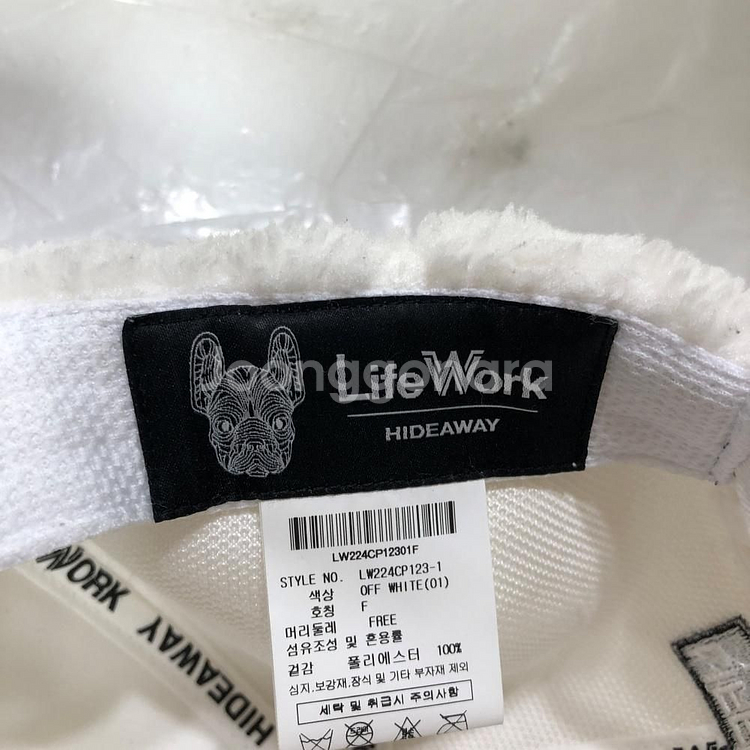 Joonggonara
LifeWork
HIDEAWAY
LW224CP12301F
STYLE NO. LW224CP123-1
색상 OFF WHITE(01)
호칭 F
머리둘레 FREE
섬유조성 및 혼용률
겉감 폴리에스터 100%
심지,보강재,장식 및 기타 부자재 제외
세탁 및 취급시 주의사항
WORK HIDEAWAY